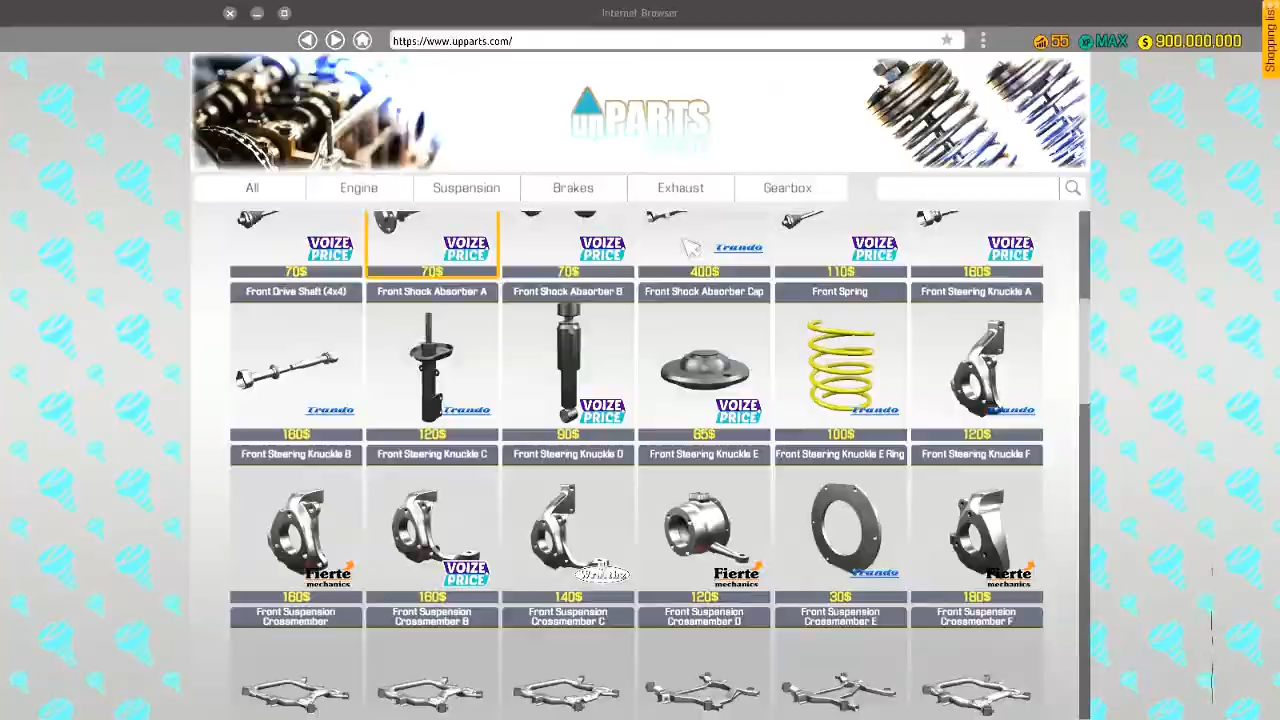 Internet Browser
https://www.upparts.com/
55
XP MAX
$ 900,000,000
Shopping list
upPARTS
All
Engine
Suspension
Brakes
Exhaust
Gearbox
VOIZE PRICE
VOIZE PRICE
VOIZE PRICE
Trando
VOIZE PRICE
VOIZE PRICE
70$
70$
70$
400$
110$
160$
Front Drive Shaft (4x4)
Front Shock Absorber A
Front Shock Absorber B
Front Shock Absorber Cap
Front Spring
Front Steering Knuckle A
Trando
Trando
VOIZE PRICE
VOIZE PRICE
Trando
Trando
160$
120$
90$
65$
100$
120$
Front Steering Knuckle B
Front Steering Knuckle C
Front Steering Knuckle D
Front Steering Knuckle E
Front Steering Knuckle E Ring
Front Steering Knuckle F
Fierte mechanics
VOIZE PRICE
Fierte mechanics
Trando
Fierte mechanics
160$
160$
140$
120$
30$
180$
Front Suspension
Crossmember
Front Suspension
Crossmember B
Front Suspension
Crossmember C
Front Suspension
Crossmember D
Front Suspension
Crossmember E
Front Suspension
Crossmember F